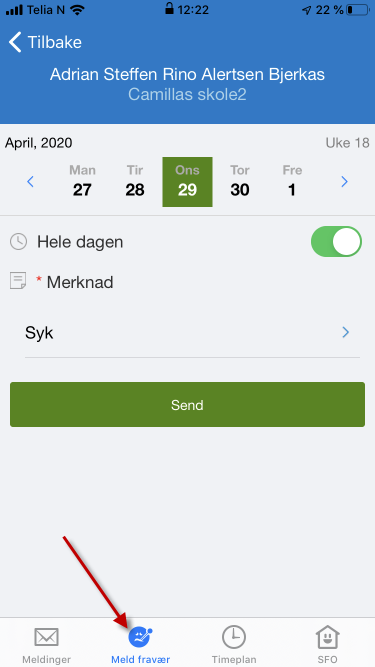 Telia N 12:22 22 %
Tilbake
Adrian Steffen Rino Alertsen Bjerkas
Camillas skole2
April, 2020 Uke 18
Man Tir Ons Tor Fre
27 28 29 30 1
Hele dagen
* Merknad
Syk
Send
Meldinger Meld fravær Timeplan SFO